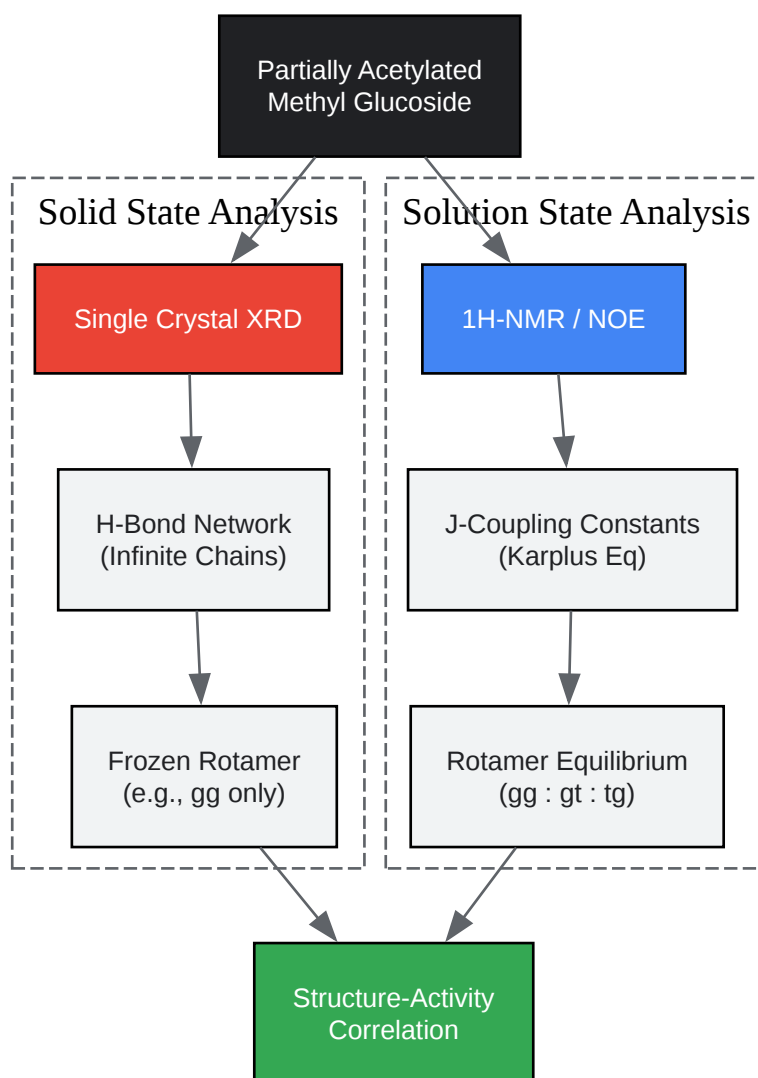 Partially Acetylated
Methyl Glucoside
Solid State Analysis
Solution State Analysis
Single Crystal XRD
1H-NMR / NOE
H-Bond Network
(Infinite Chains)
J-Coupling Constants
(Karplus Eq)
Frozen Rotamer
(e.g., gg only)
Rotamer Equilibrium
(gg : gt : tg)
Structure-Activity
Correlation